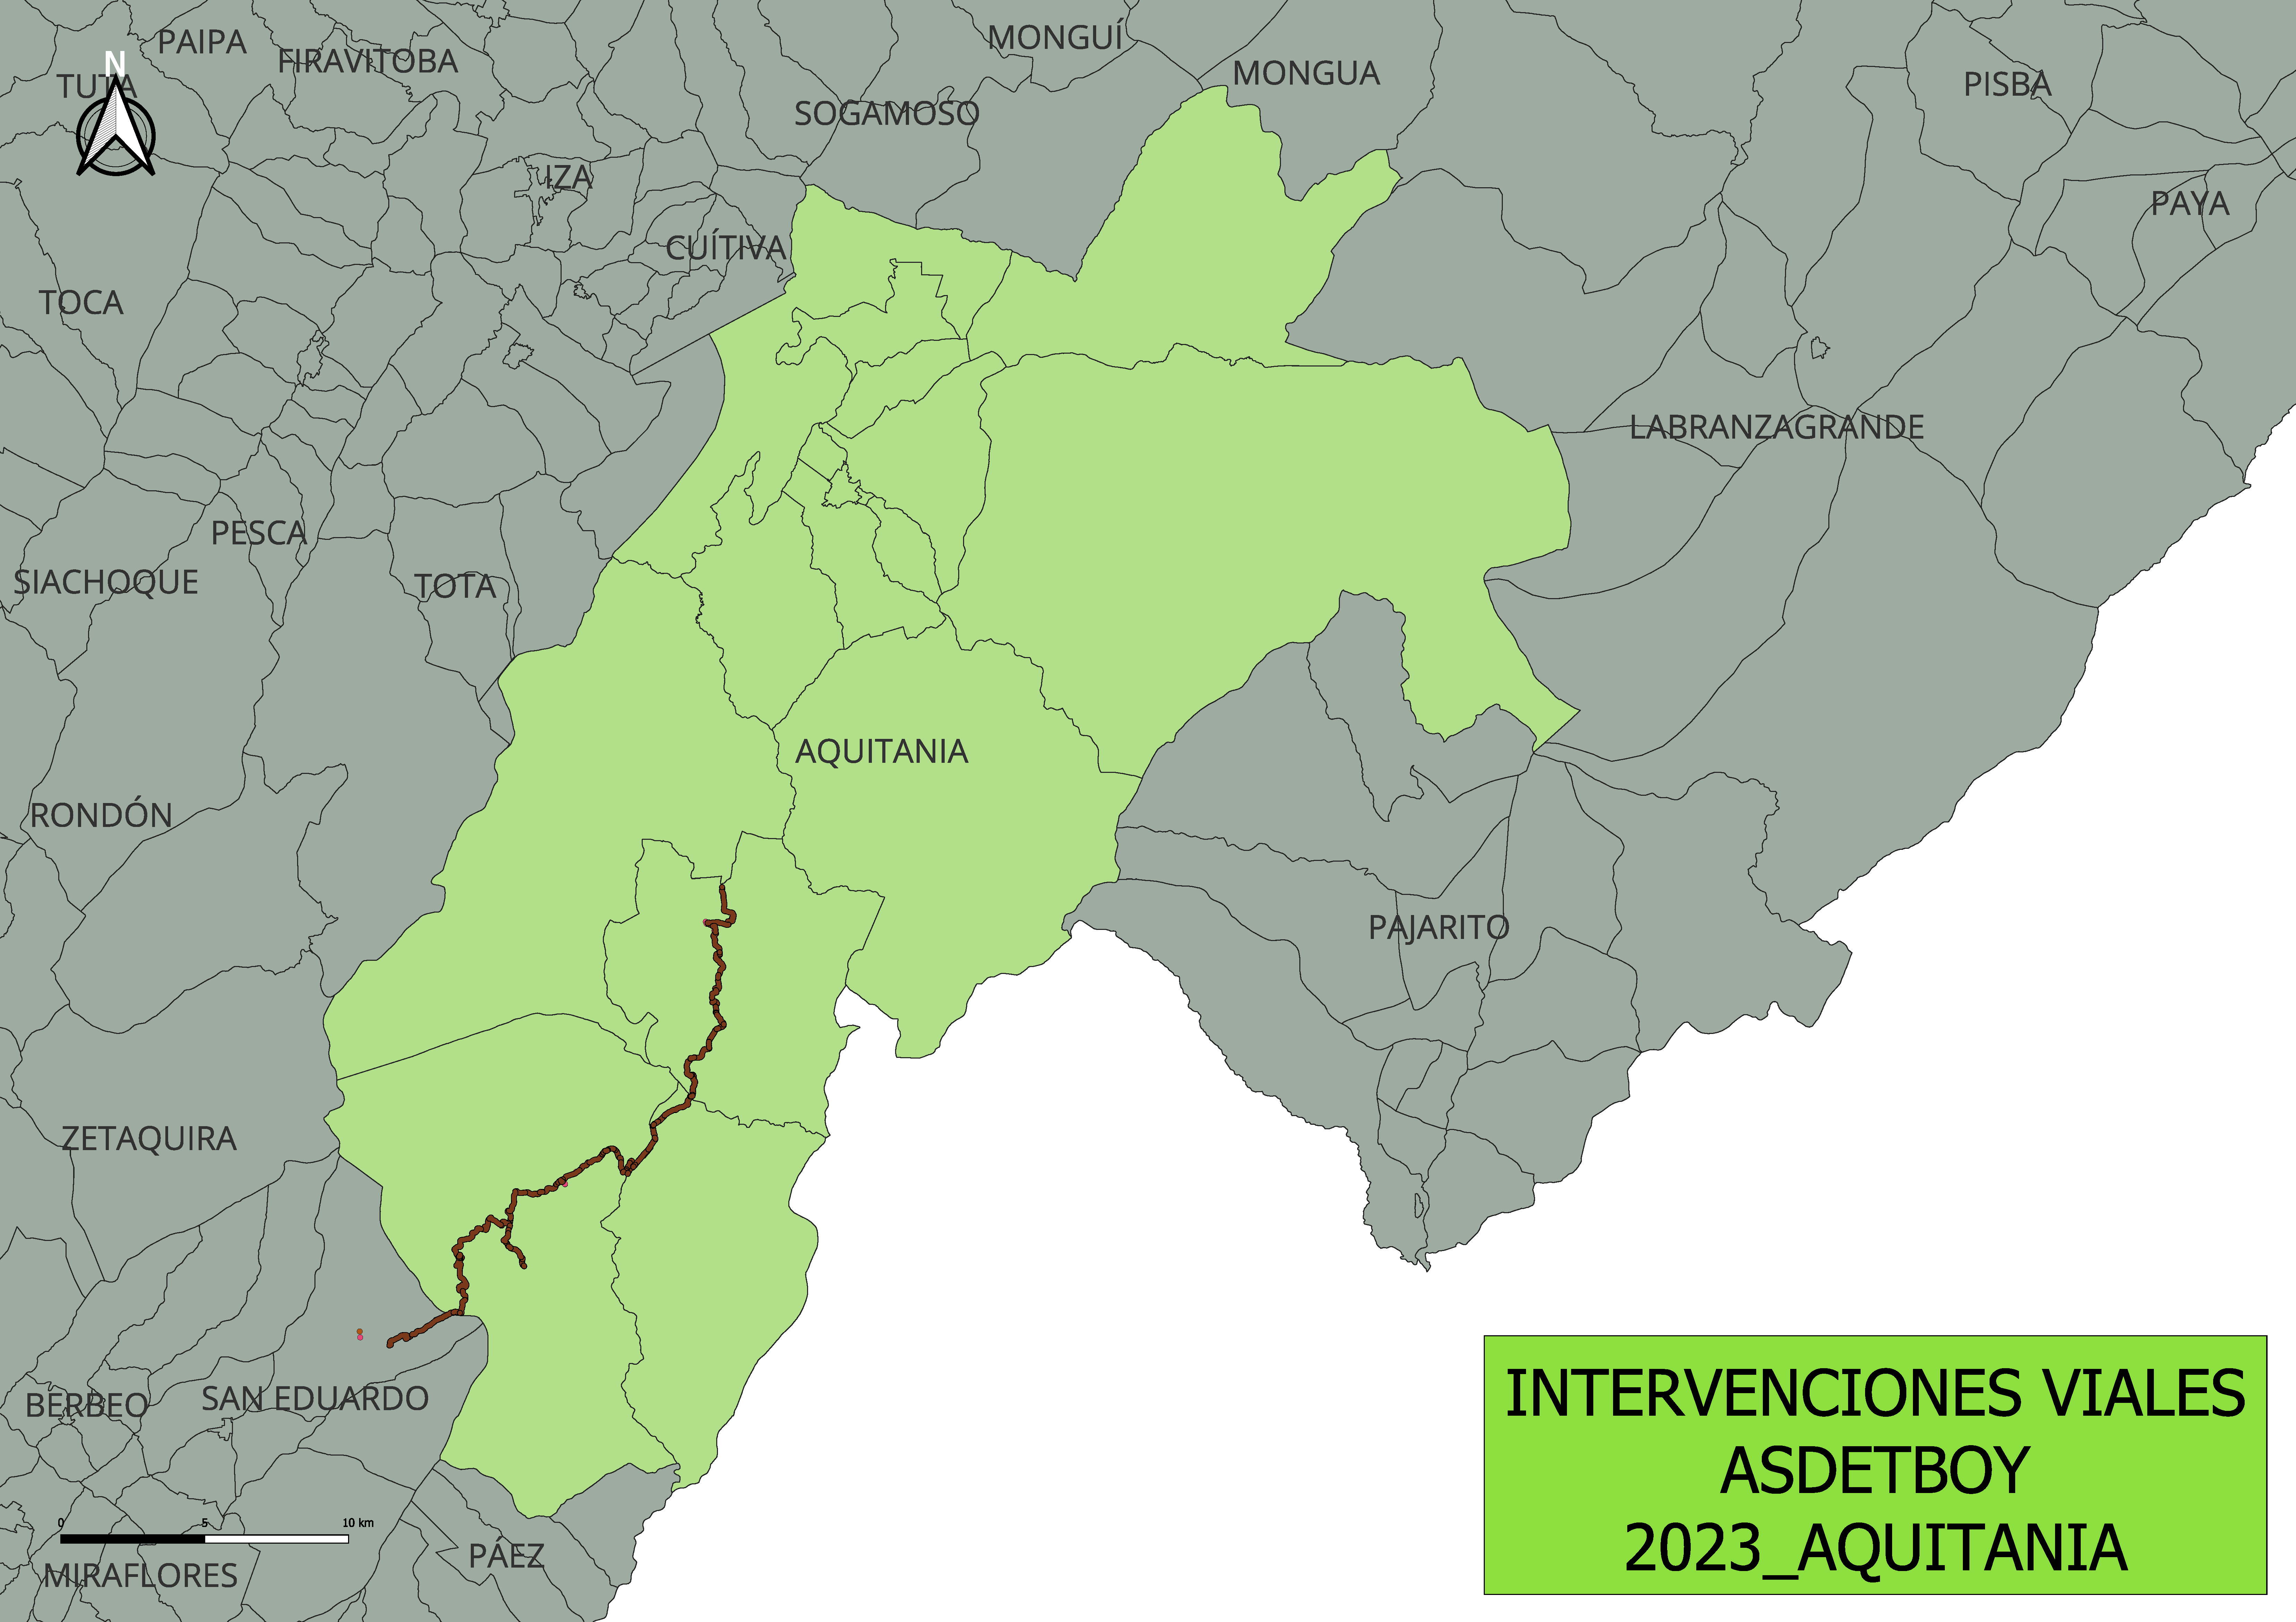 PAIPA
MONGUÍ
FIRAVITOBA
N
MONGUA
TUTA
PISBA
SOGAMOSO
IZA
PAYA
CUÍTIVA
TOCA
LABRANZAGRANDE
PESCA
SIACHOQUE
TOTA
AQUITANIA
RONDÓN
PAJARITO
ZETAQUIRA
SAN EDUARDO
BERBEO
0 5 10 km
PÁEZ
MIRAFLORES
INTERVENCIONES VIALES
ASDETBOY
2023_AQUITANIA